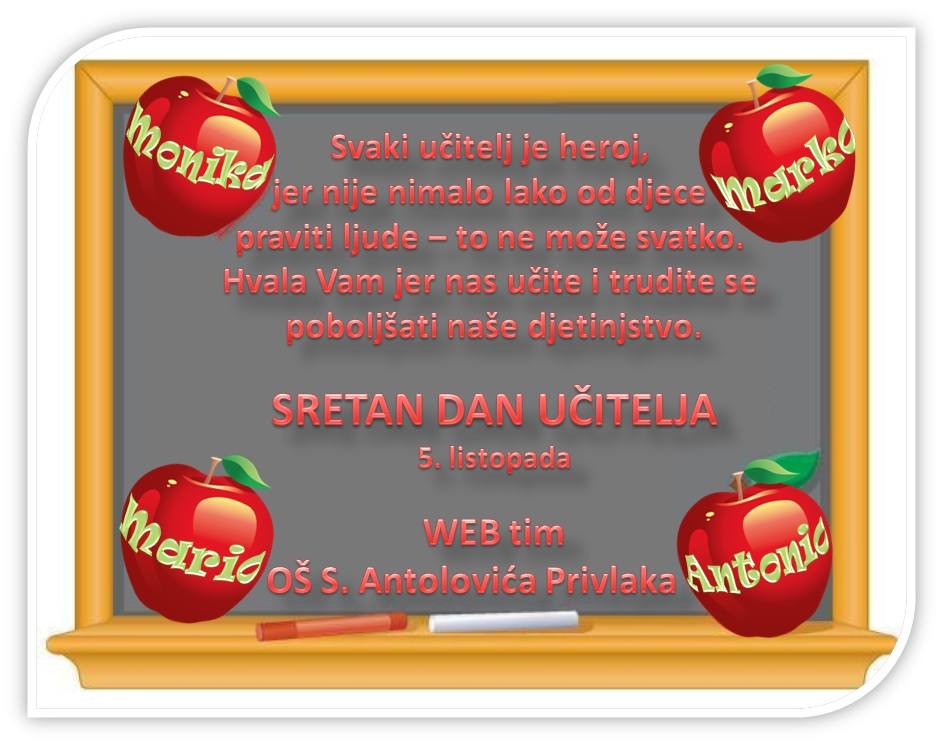 Monika
Marko
Svaki učitelj je heroj,
jer nije nimalo lako od djece
praviti ljude – to ne može svatko.
Hvala Vam jer nas učite i trudite se
poboljšati naše djetinjstvo.
SRETAN DAN UČITELJA
5. listopada
Mario
Antonio
WEB tim
OŠ S. Antolovića Privlaka